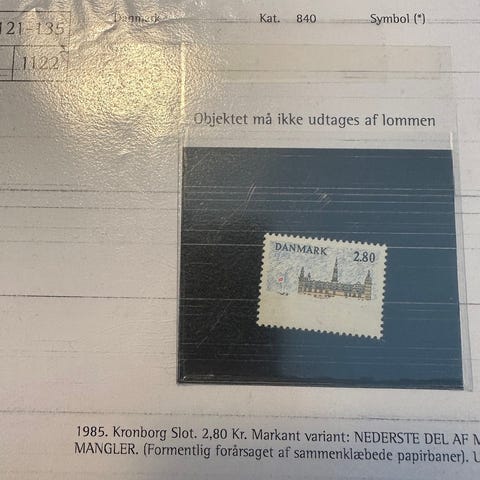 121-135
Danmark Kat. 840 Symbol (*)
1122
Objektet må ikke udtages af lommen
DANMARK 2.80
1985. Kronborg Slot. 2,80 Kr. Markant variant: NEDERSTE DEL AF
MANGLER. (Formentlig forårsaget af sammenklæbede papirbaner).